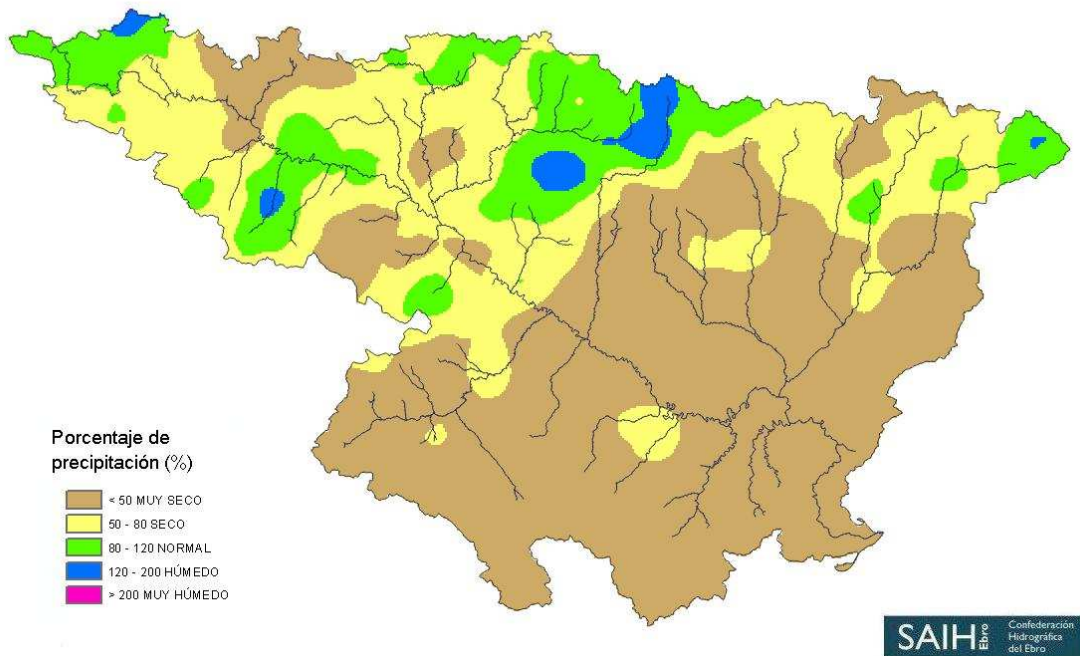 Porcentaje de
precipitación (%)
< 50 MUY SECO
50 - 80 SECO
80 - 120 NORMAL
120 - 200 HÚMEDO
> 200 MUY HÚMEDO
SAIH Ebro
Confederación
Hidrográfica
del Ebro